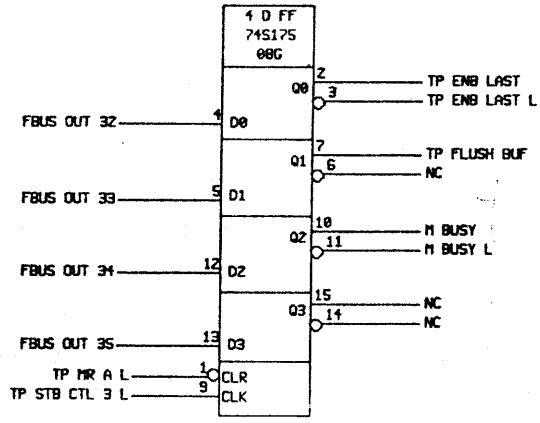 4 D FF
74S175
08G
Q0 2 TP ENB LAST
3 TP ENB LAST L
FBUS OUT 32 4 D0
Q1 7 TP FLUSH BUF
6 NC
FBUS OUT 33 5 D1
Q2 10 M BUSY
11 M BUSY L
FBUS OUT 34 12 D2
Q3 15 NC
14 NC
FBUS OUT 35 13 D3
TP MR A L 1 CLR
TP STB CTL 3 L 9 CLK